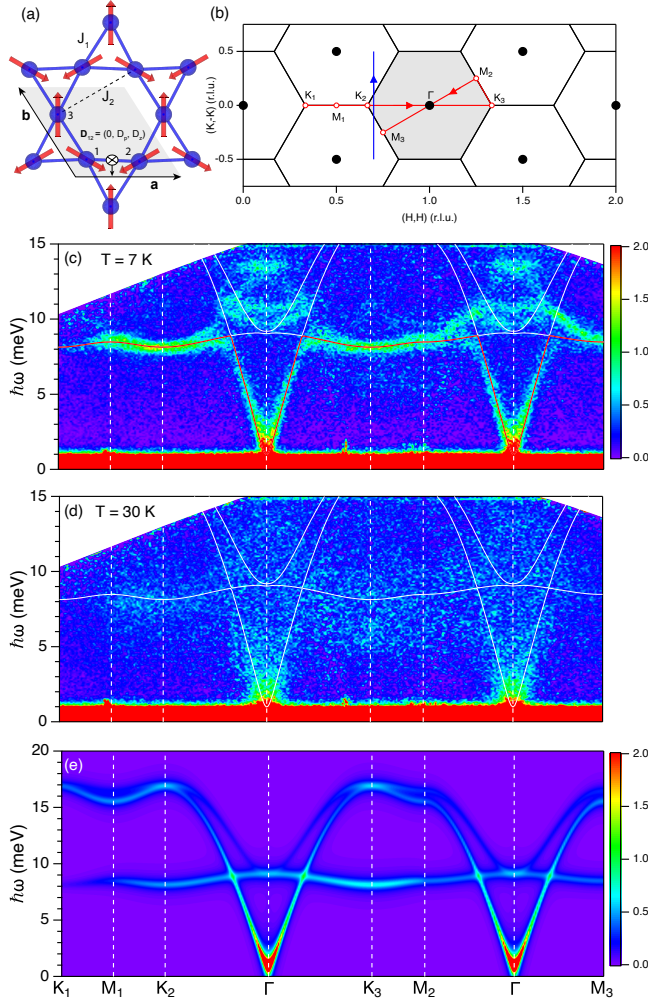 (a)
J1
J2
b
3
D12 = (0, Dp, Dz)
1
2
a
(b)
(K,-K) (r.l.u.)
0.5
0.0
-0.5
K1
M1
K2
Γ
M2
K3
M3
0.0
0.5
1.0
1.5
2.0
(H,H) (r.l.u.)
(c)
T = 7 K
ħω (meV)
15
10
5
0
2.0
1.5
1.0
0.5
0.0
(d)
T = 30 K
ħω (meV)
15
10
5
0
(e)
ħω (meV)
20
15
10
5
0
2.0
1.5
1.0
0.5
0.0
K1
M1
K2
Γ
K3
M2
Γ
M3